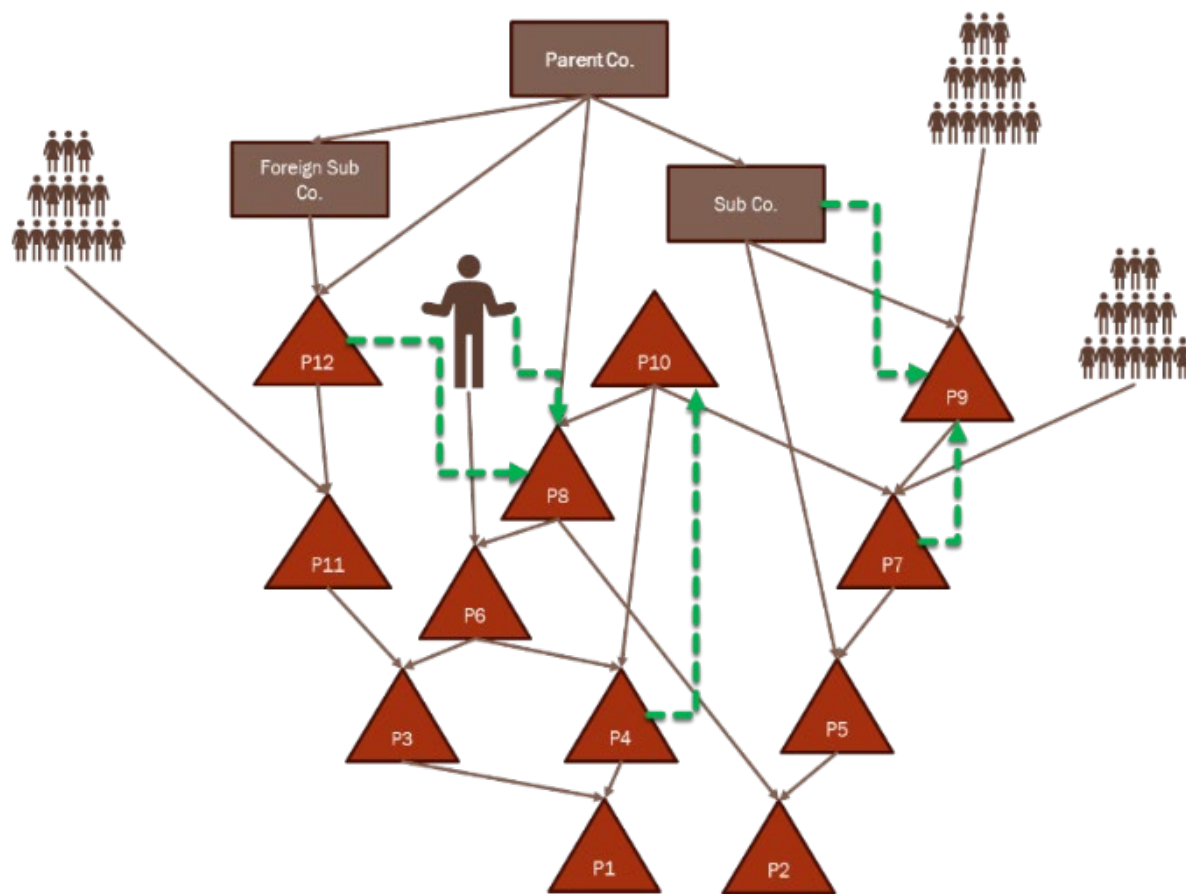 Parent Co.
Foreign Sub
Co.
Sub Co.
P12
P10
P9
P8
P11
P7
P6
P3
P4
P5
P1
P2